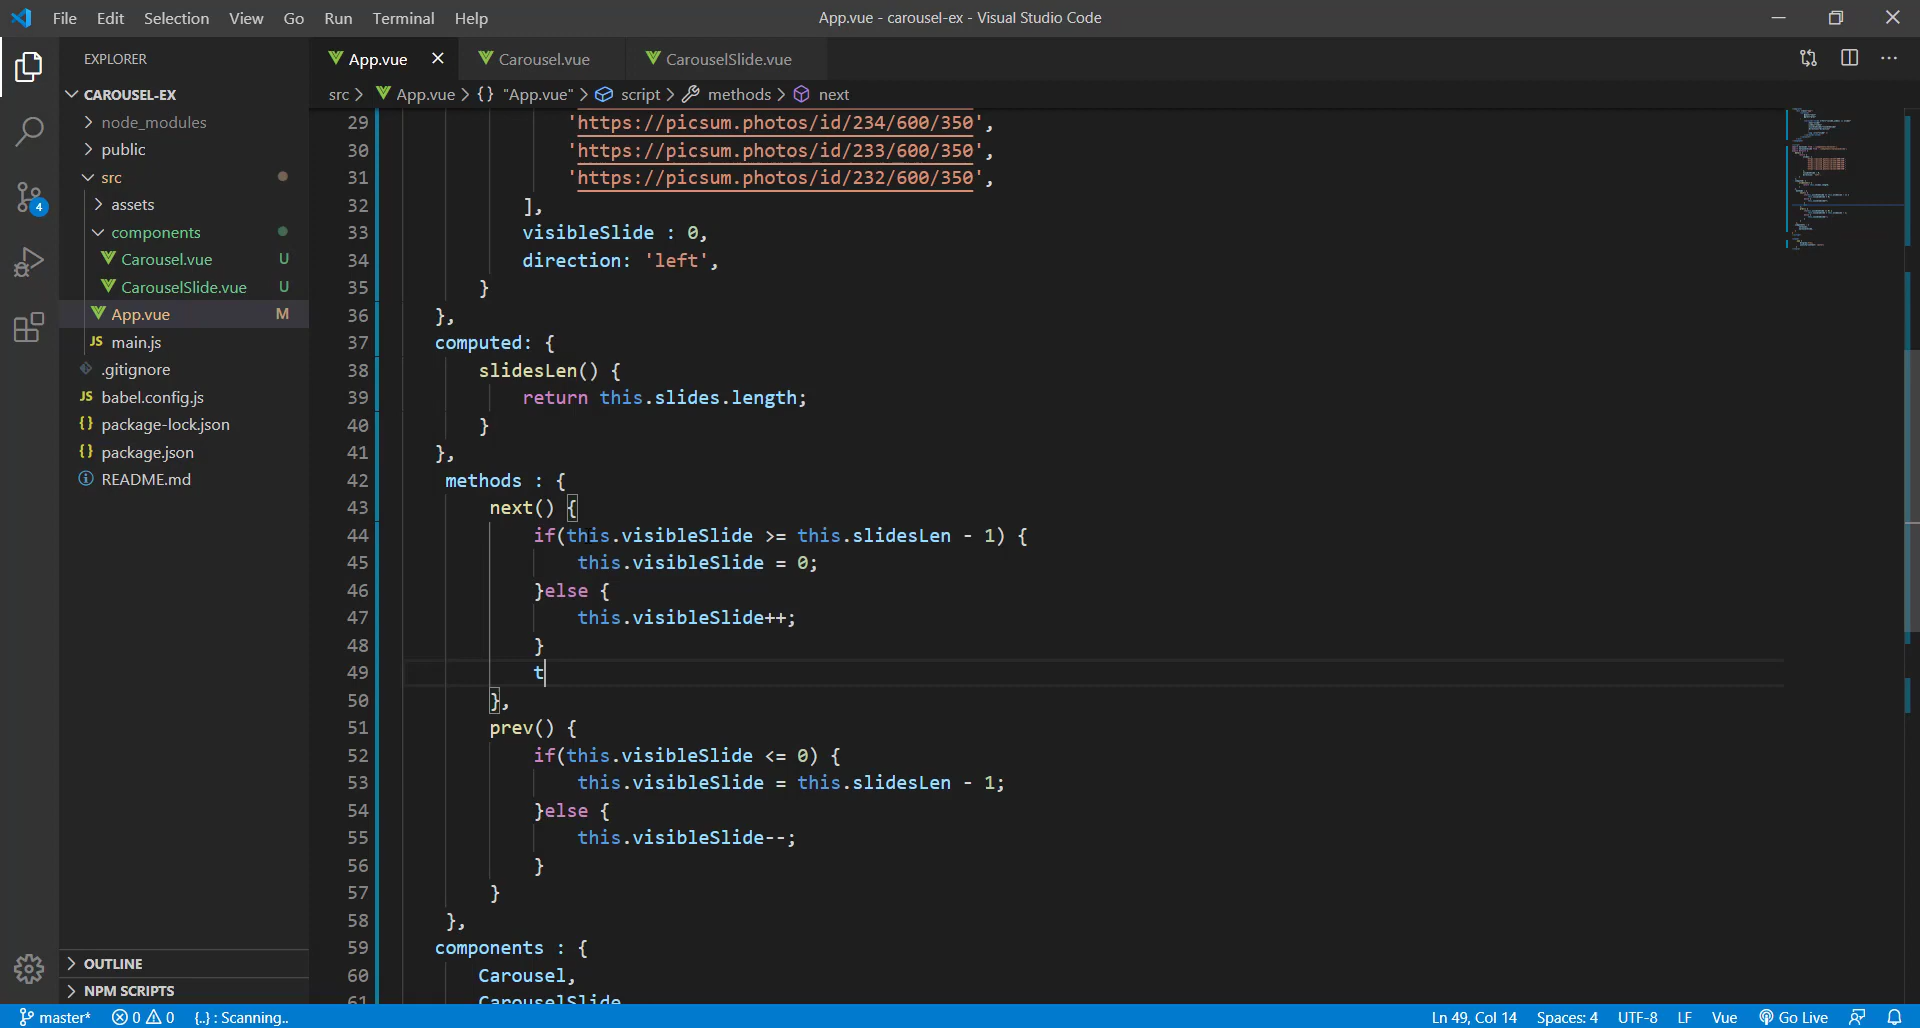 File Edit Selection View Go Run Terminal Help
App.vue - carousel-ex - Visual Studio Code
EXPLORER
App.vue
Carousel.vue
CarouselSlide.vue
CAROUSEL-EX
node_modules
public
src
assets
components
Carousel.vue U
CarouselSlide.vue U
App.vue M
JS main.js
.gitignore
JS babel.config.js
{} package-lock.json
{} package.json
README.md
OUTLINE
NPM SCRIPTS
4
src > App.vue > {} "App.vue" > script > methods > next
29 'https://picsum.photos/id/234/600/350',
30 'https://picsum.photos/id/233/600/350',
31 'https://picsum.photos/id/232/600/350',
32 ],
33 visibleSlide : 0,
34 direction: 'left',
35 }
36 },
37 computed: {
38 slidesLen() {
39 return this.slides.length;
40 }
41 },
42 methods : {
43 next() {
44 if(this.visibleSlide >= this.slidesLen - 1) {
45 this.visibleSlide = 0;
46 }else {
47 this.visibleSlide++;
48 }
49 t
50 },
51 prev() {
52 if(this.visibleSlide <= 0) {
53 this.visibleSlide = this.slidesLen - 1;
54 }else {
55 this.visibleSlide--;
56 }
57 }
58 },
59 components : {
60 Carousel,
61 CarouselSlide
master* 0 0 {..} : Scanning..
Ln 49, Col 14 Spaces: 4 UTF-8 LF Vue Go Live